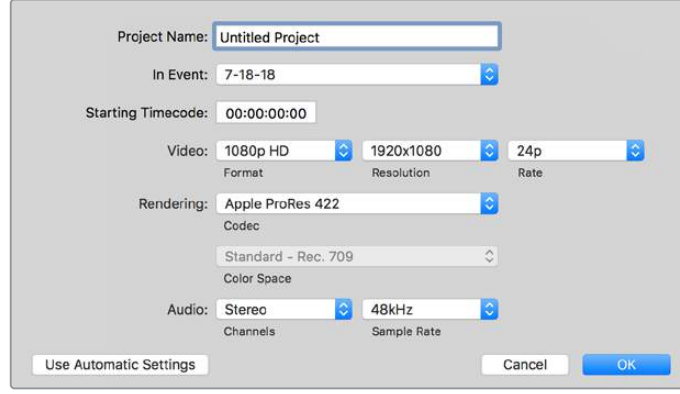 Project Name: Untitled Project
In Event: 7-18-18
Starting Timecode: 00:00:00:00
Video: 1080p HD 1920x1080 24p
Format Resolution Rate
Rendering: Apple ProRes 422
Codec
Standard - Rec. 709
Color Space
Audio: Stereo 48kHz
Channels Sample Rate
Use Automatic Settings Cancel OK